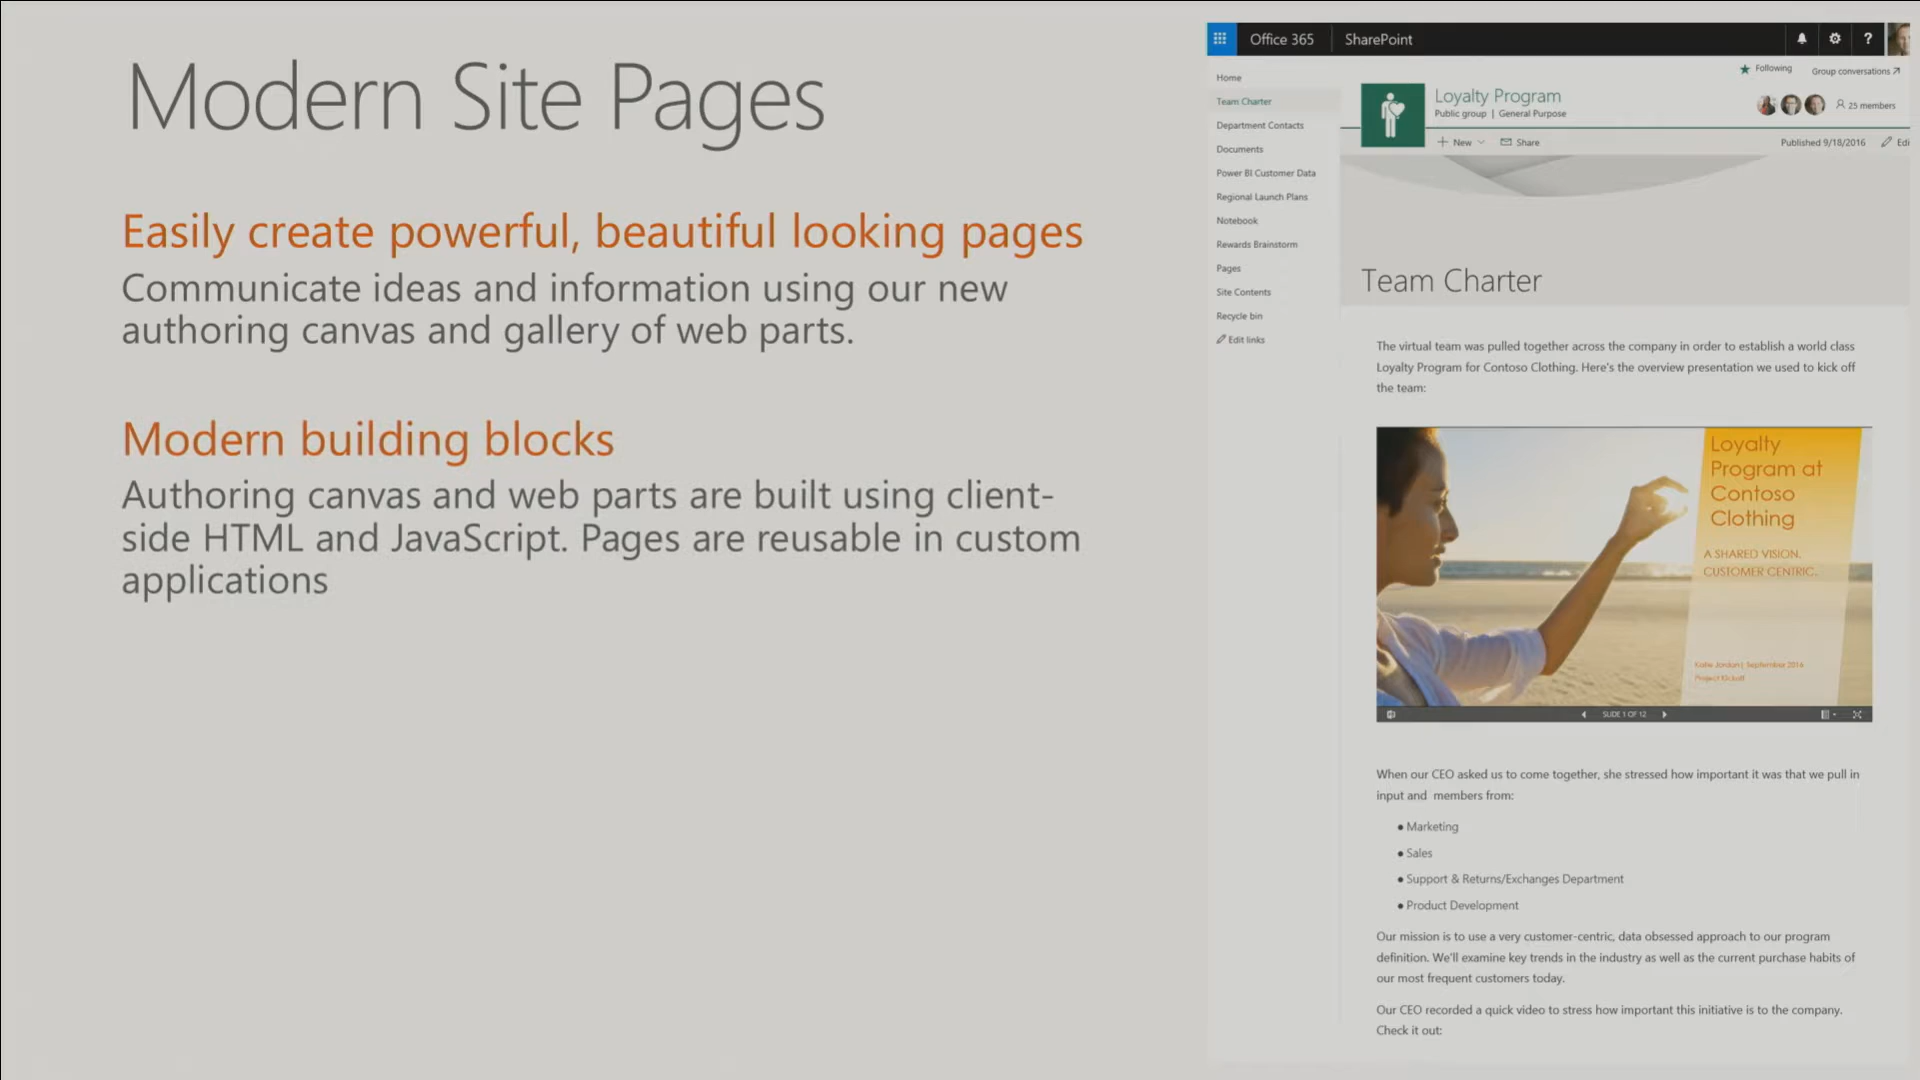 Modern Site Pages
Easily create powerful, beautiful looking pages
Communicate ideas and information using our new
authoring canvas and gallery of web parts.
Modern building blocks
Authoring canvas and web parts are built using client-
side HTML and JavaScript. Pages are reusable in custom
applications
Office 365 SharePoint ?
Home
Team Charter
Department Contacts
Documents
Power BI Customer Data
Regional Launch Plans
Notebook
Rewards Brainstorm
Pages
Site Contents
Recycle bin
Edit links
Following Group conversations
Loyalty Program
Public group | General Purpose
25 members
+ New Share
Published 9/18/2016 Edi
Team Charter
The virtual team was pulled together across the company in order to establish a world class
Loyalty Program for Contoso Clothing. Here's the overview presentation we used to kick off
the team:
Loyalty
Program at
Contoso
Clothing
A SHARED VISION.
CUSTOMER CENTRIC.
Katie Jordan | September 2016
Project Kickoff
SLIDE 1 OF 12
When our CEO asked us to come together, she stressed how important it was that we pull in
input and members from:
● Marketing
● Sales
● Support & Returns/Exchanges Department
● Product Development
Our mission is to use a very customer-centric, data obsessed approach to our program
definition. We'll examine key trends in the industry as well as the current purchase habits of
our most frequent customers today.
Our CEO recorded a quick video to stress how important this initiative is to the company.
Check it out: